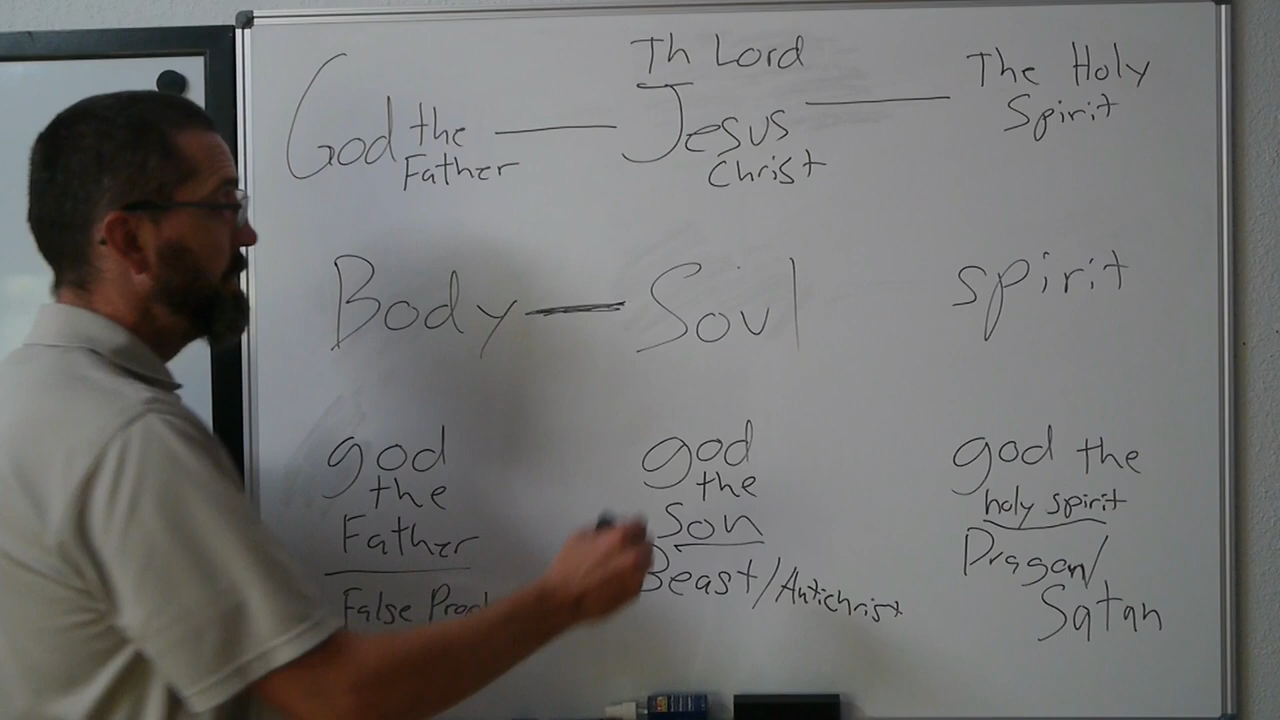 God the Father — Th Lord Jesus Christ — The Holy Spirit
Body — Soul spirit
god the Father
god the Son
god the holy spirit
False
Beast/Antichrist
Dragon/
Satan